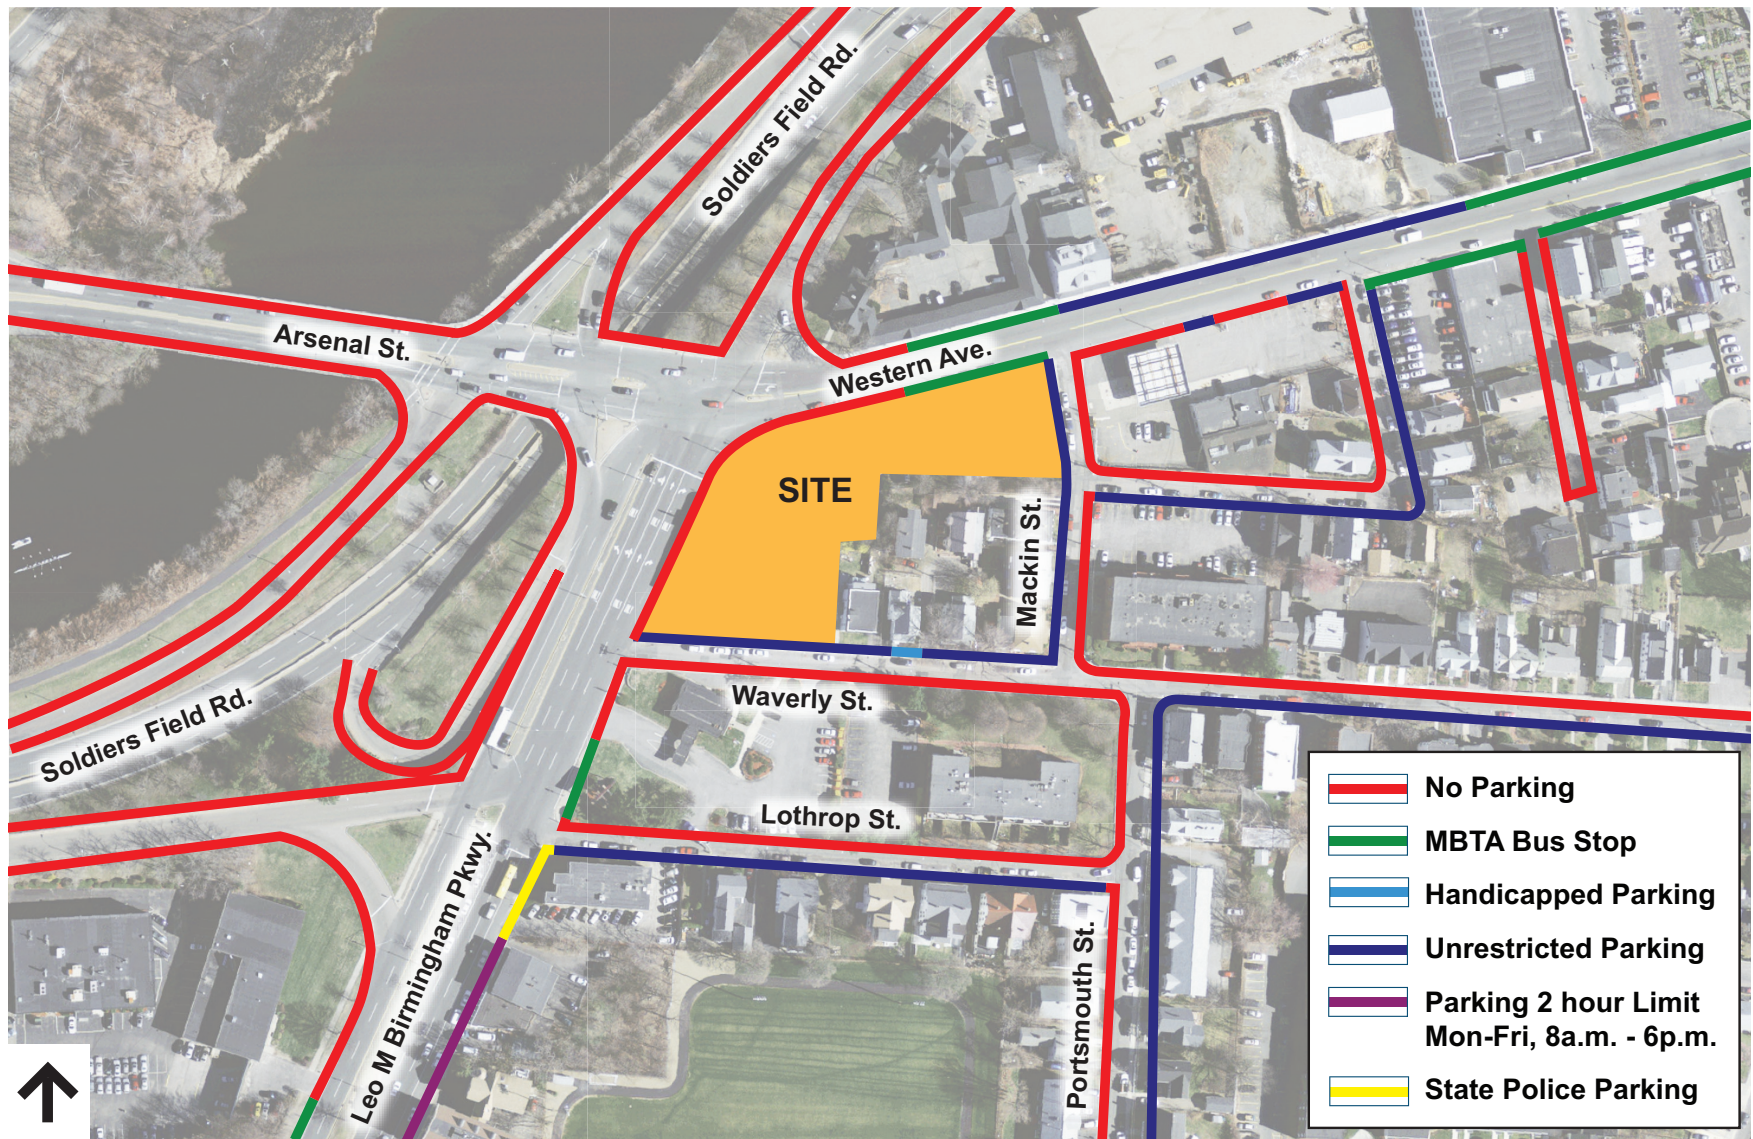 Soldiers Field Rd.
Arsenal St.
Western Ave.
SITE
Mackin St.
Waverly St.
Soldiers Field Rd.
Lothrop St.
Leo M Birmingham Pkwy.
Portsmouth St.
No Parking
MBTA Bus Stop
Handicapped Parking
Unrestricted Parking
Parking 2 hour Limit
Mon-Fri, 8a.m. - 6p.m.
State Police Parking